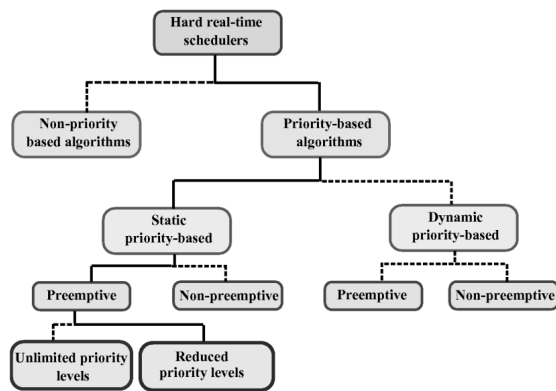 Hard real-time
schedulers
Non-priority
based algorithms
Priority-based
algorithms
Static
priority-based
Dynamic
priority-based
Preemptive
Non-preemptive
Preemptive
Non-preemptive
Unlimited priority
levels
Reduced
priority levels